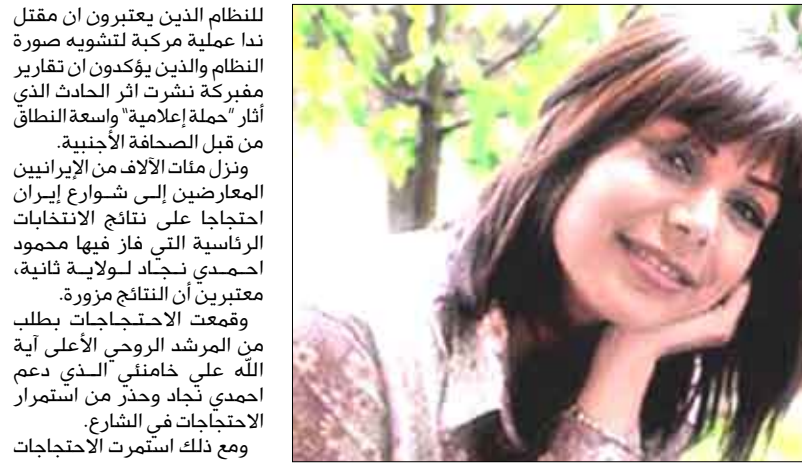 للنظام الذين يعتبرون ان مقتل
ندا عملية مركبة لتشويه صورة
النظام والذين يؤكدون ان تقارير
مفبركة نشرت اثر الحادث الذي
أثار "حملة إعلامية" واسعة النطاق
من قبل الصحافة الأجنبية.
ونزل مئات الآلاف من الإيرانيين
المعارضين إلى شوارع إيران
احتجاجا على نتائج الانتخابات
الرئاسية التي فاز فيها محمود
احمدي نجاد لولاية ثانية،
معتبرين أن النتائج مزورة.
وقمعت الاحتجاجات بطلب
من المرشد الروحي الأعلى آية
الله علي خامنئي الذي دعم
احمدي نجاد وحذر من استمرار
الاحتجاجات في الشارع.
ومع ذلك استمرت الاحتجاجات